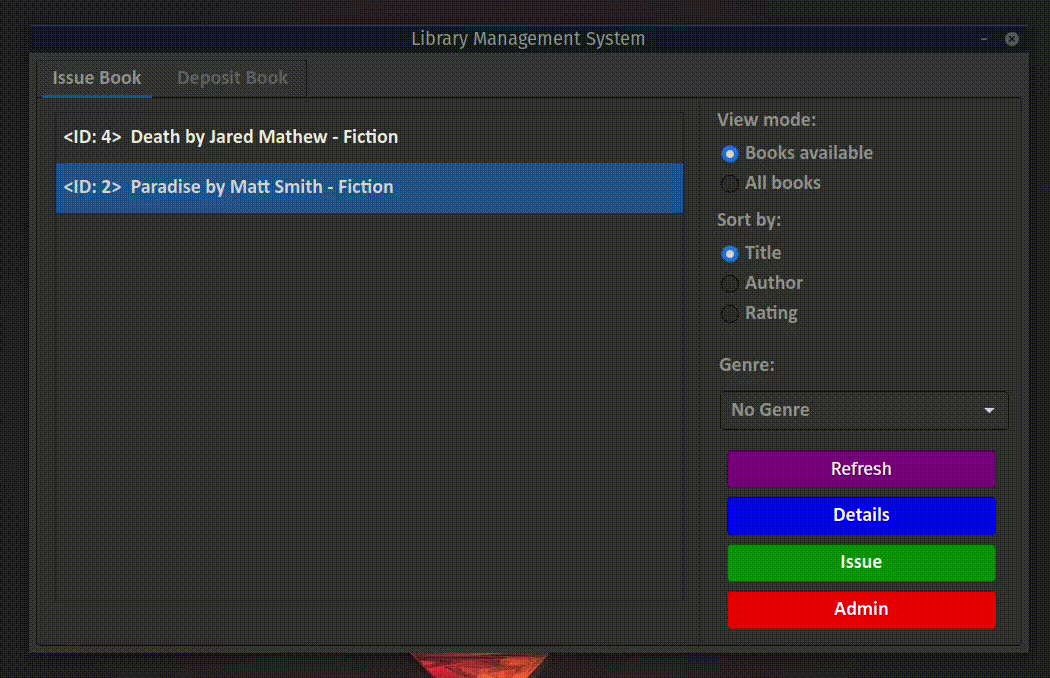 Library Management System
Issue Book
Deposit Book
<ID: 4> Death by Jared Mathew - Fiction
<ID: 2> Paradise by Matt Smith - Fiction
View mode:
Books available
All books
Sort by:
Title
Author
Rating
Genre:
No Genre
Refresh
Details
Issue
Admin